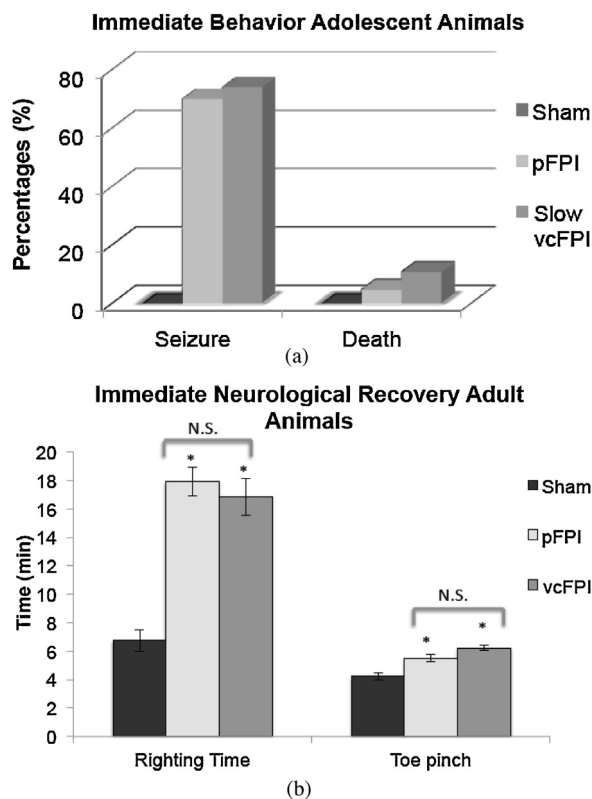 Immediate Behavior Adolescent Animals
Percentages (%)
80
60
40
20
0
Seizure
Death
Sham
pFPI
Slow
vcFPI
(a)
Immediate Neurological Recovery Adult
Animals
Time (min)
20
18
16
14
12
10
8
6
4
2
0
N.S.
*
*
N.S.
*
*
Righting Time
Toe pinch
Sham
pFPI
vcFPI
(b)